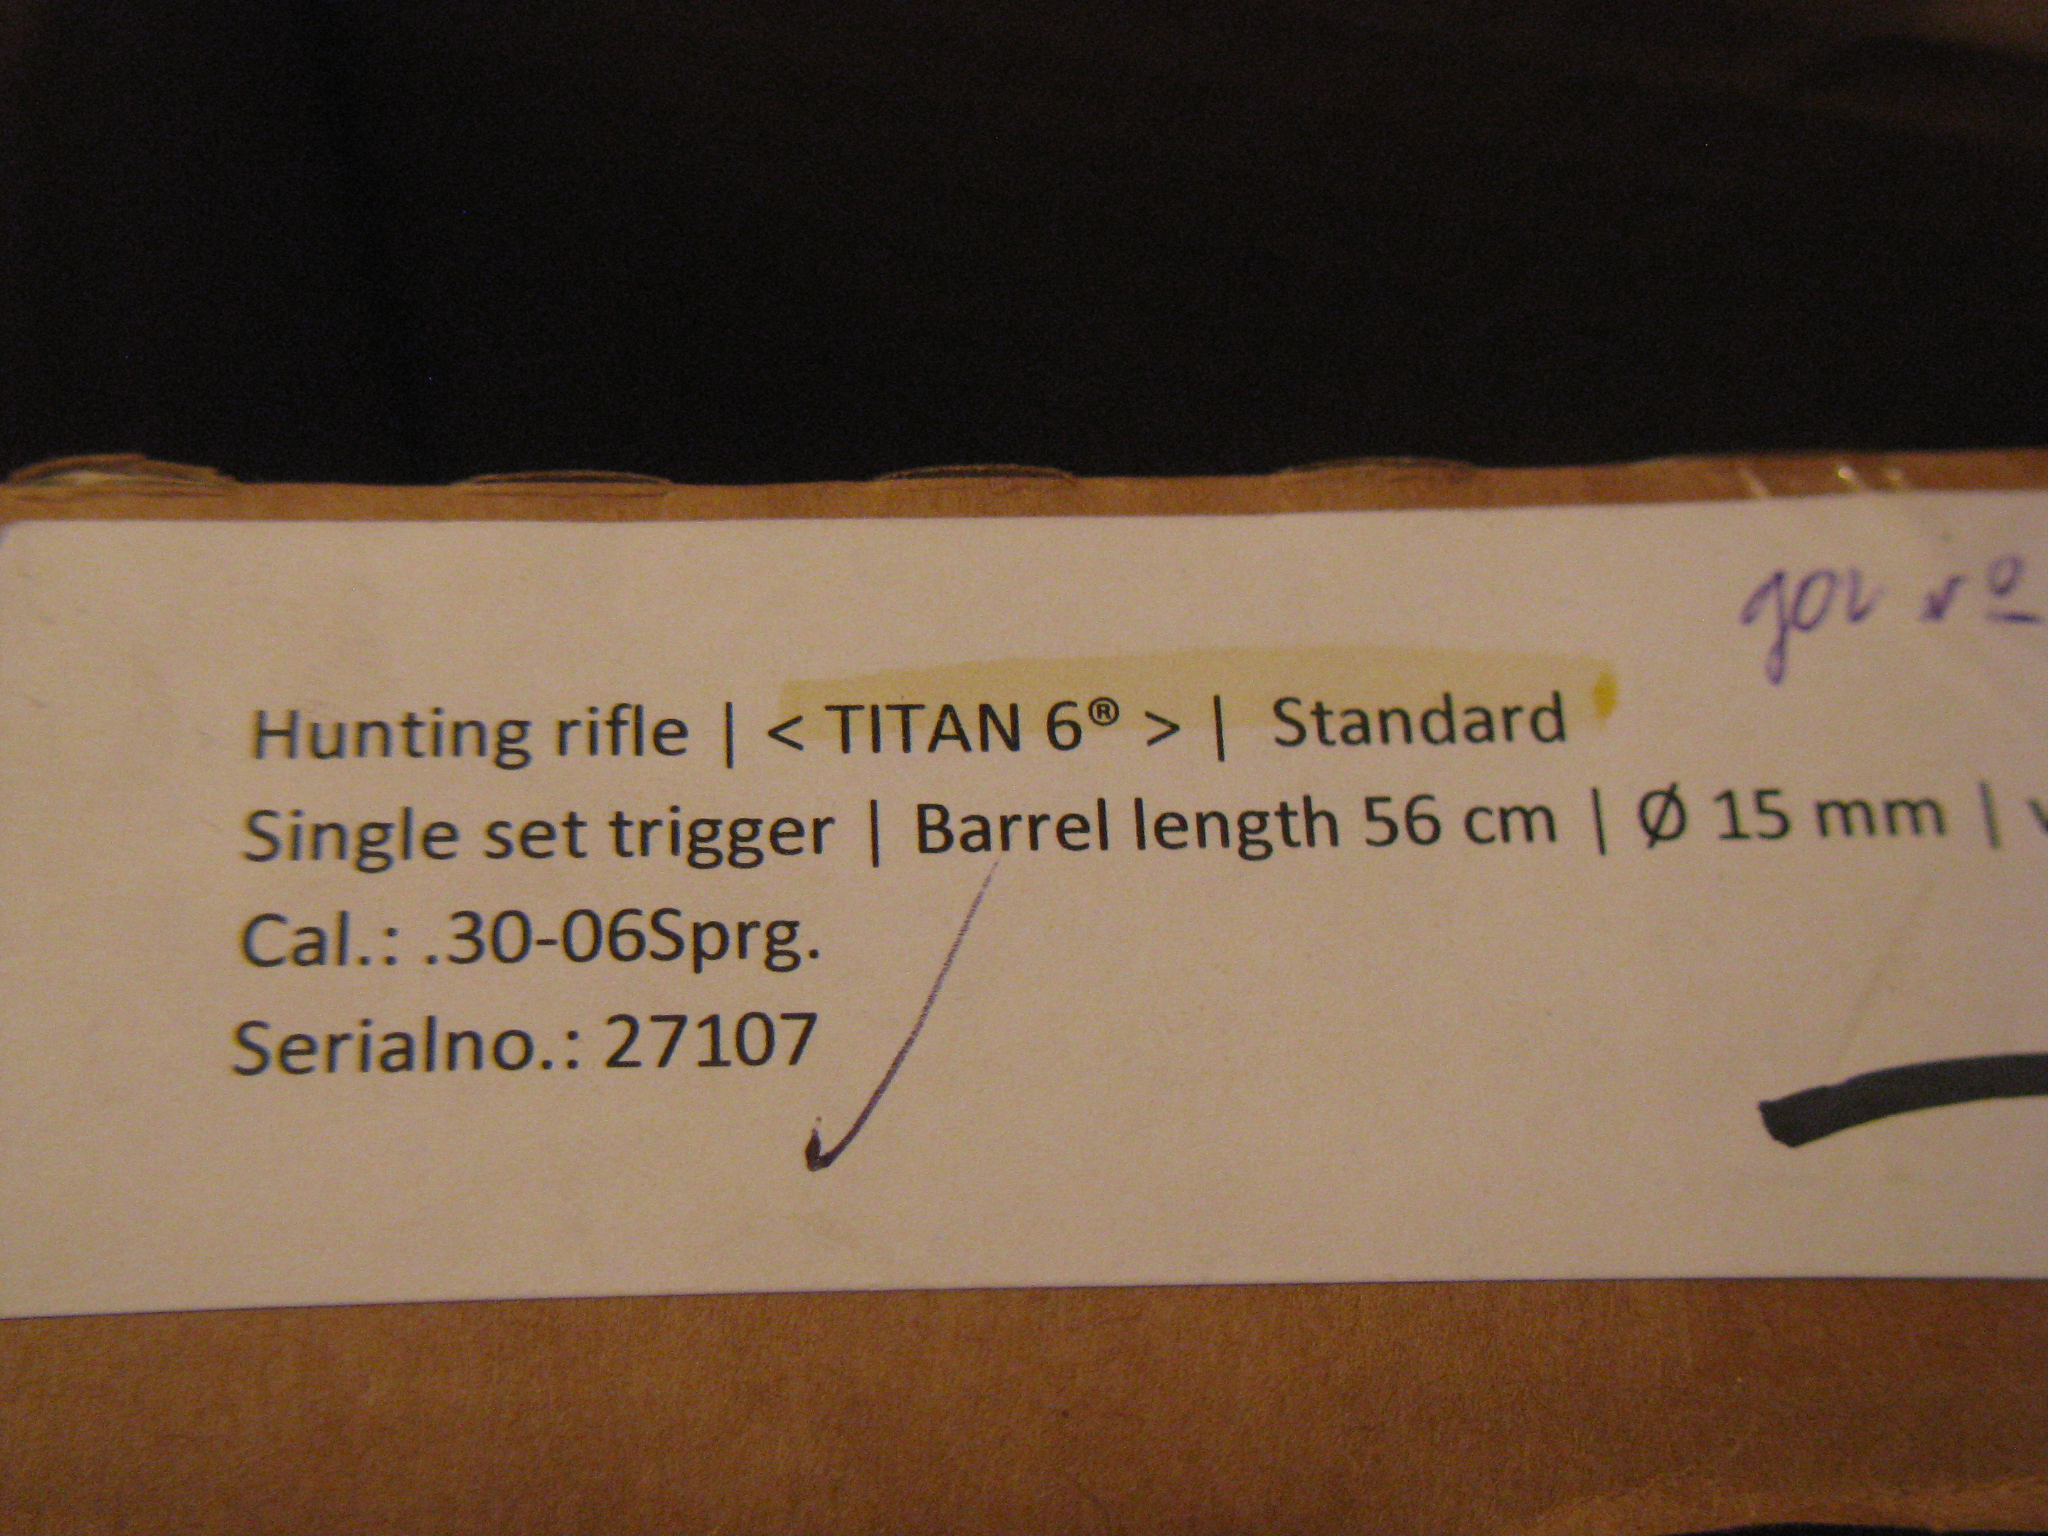 Hunting rifle | < TITAN 6® > | Standard
Single set trigger | Barrel length 56 cm | Ø 15 mm |
Cal.: .30-06Sprg.
Serialno.: 27107